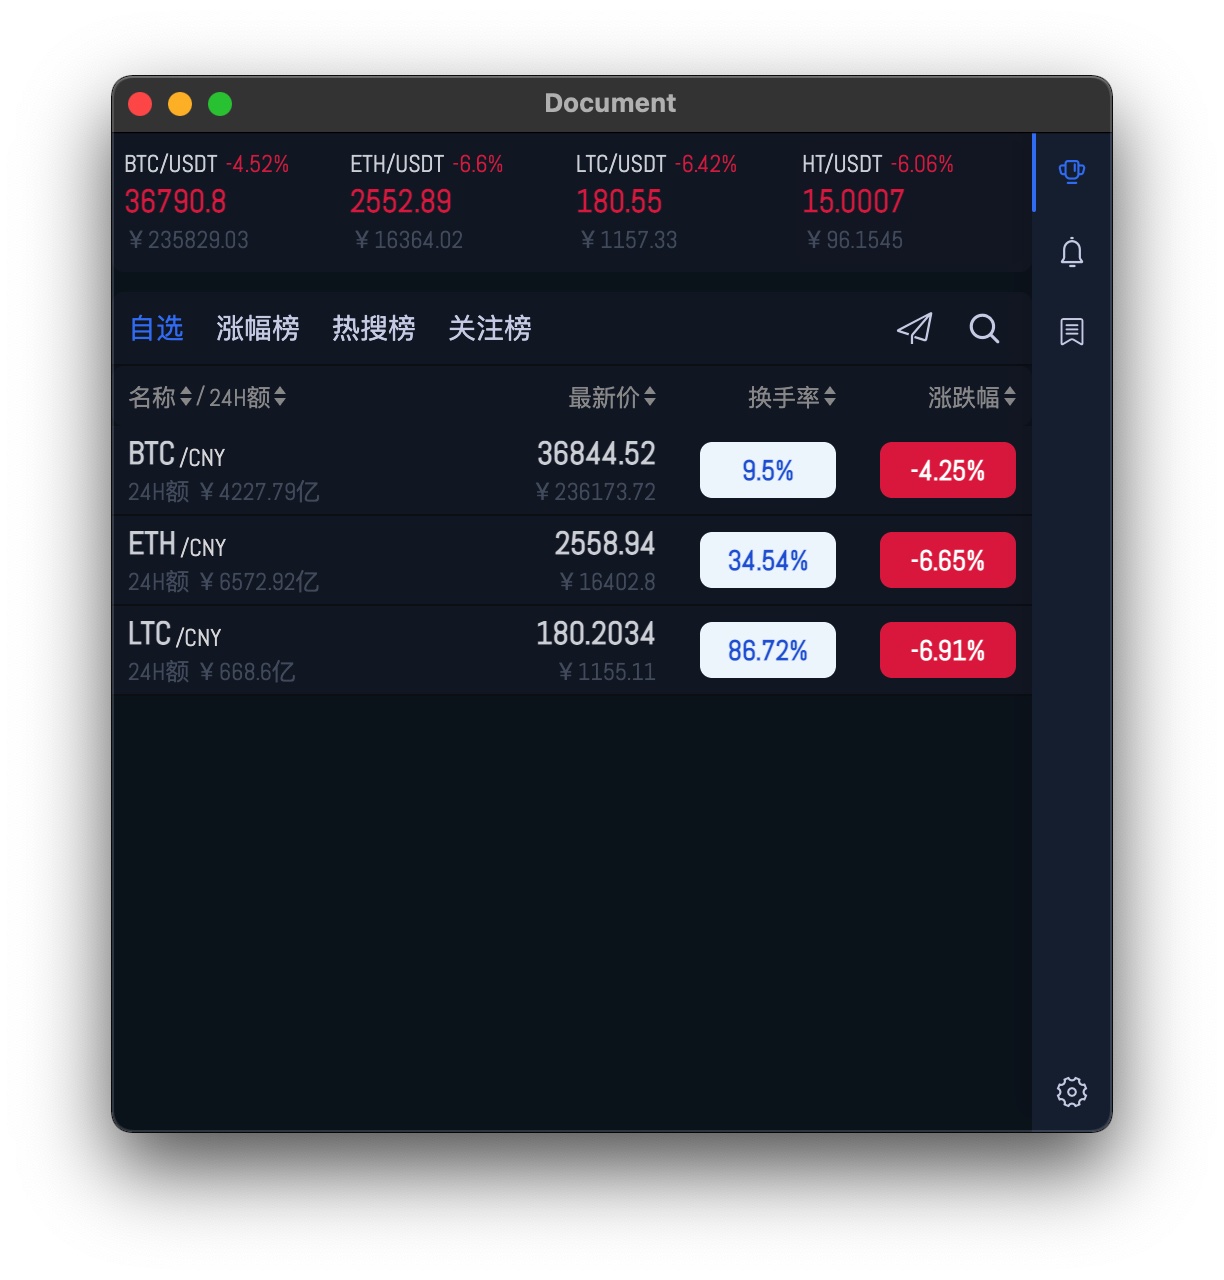 Document
BTC/USDT -4.52%
36790.8
￥235829.03
ETH/USDT -6.6%
2552.89
￥16364.02
LTC/USDT -6.42%
180.55
￥1157.33
HT/USDT -6.06%
15.0007
￥96.1545
自选 涨幅榜 热搜榜 关注榜
名称/24H额 最新价 换手率 涨跌幅
BTC/CNY 36844.52 9.5% -4.25%
24H额 ￥4227.79亿 ￥236173.72
ETH/CNY 2558.94 34.54% -6.65%
24H额 ￥6572.92亿 ￥16402.8
LTC/CNY 180.2034 86.72% -6.91%
24H额 ￥668.6亿 ￥1155.11